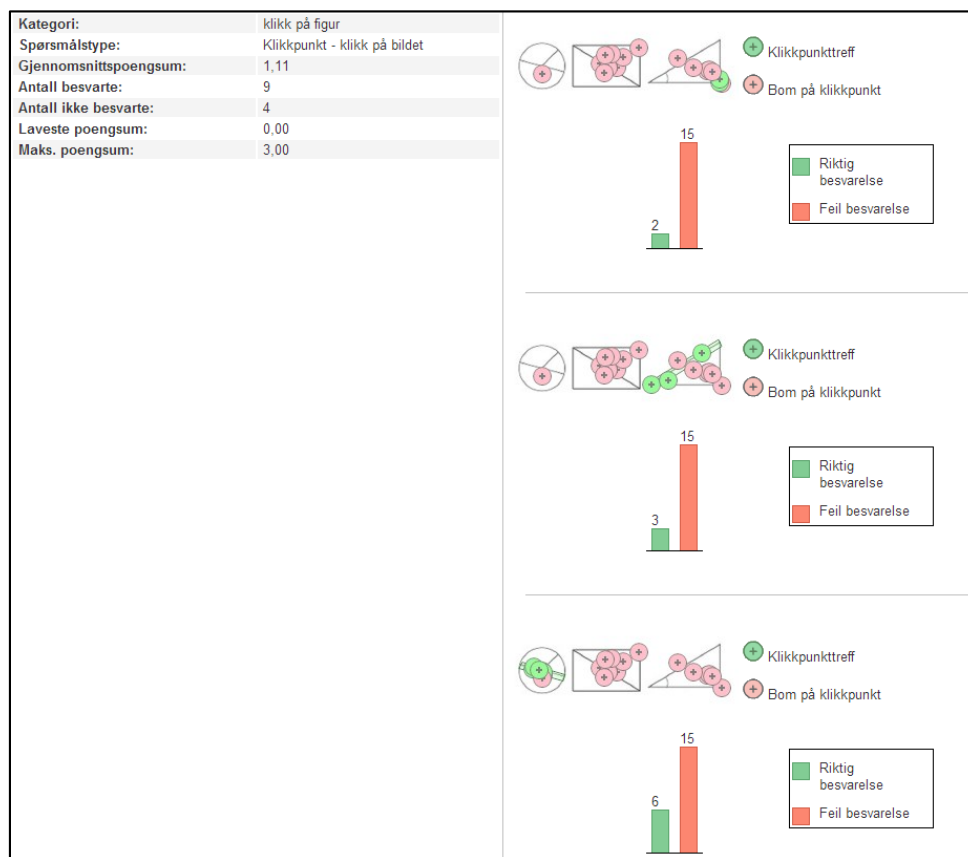 Kategori: klikk på figur
Spørsmålstype: Klikkpunkt - klikk på bildet
Gjennomsnittspoengsum: 1,11
Antall besvarte: 9
Antall ikke besvarte: 4
Laveste poengsum: 0,00
Maks. poengsum: 3,00
Klikkpunkttreff
Bom på klikkpunkt
15
2
Riktig
besvarelse
Feil besvarelse
Klikkpunkttreff
Bom på klikkpunkt
15
3
Riktig
besvarelse
Feil besvarelse
Klikkpunkttreff
Bom på klikkpunkt
15
6
Riktig
besvarelse
Feil besvarelse